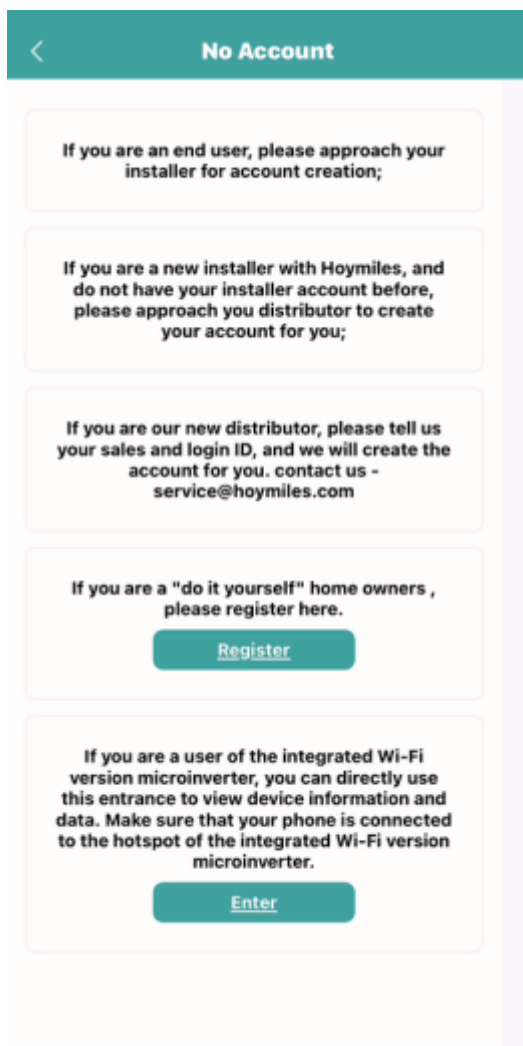 No Account
If you are an end user, please approach your
installer for account creation;
If you are a new installer with Hoymiles, and
do not have your installer account before,
please approach you distributor to create
your account for you;
If you are our new distributor, please tell us
your sales and login ID, and we will create the
account for you. contact us -
service@hoymiles.com
If you are a "do it yourself" home owners ,
please register here.
Register
If you are a user of the integrated Wi-Fi
version microinverter, you can directly use
this entrance to view device information and
data. Make sure that your phone is connected
to the hotspot of the integrated Wi-Fi version
microinverter.
Enter